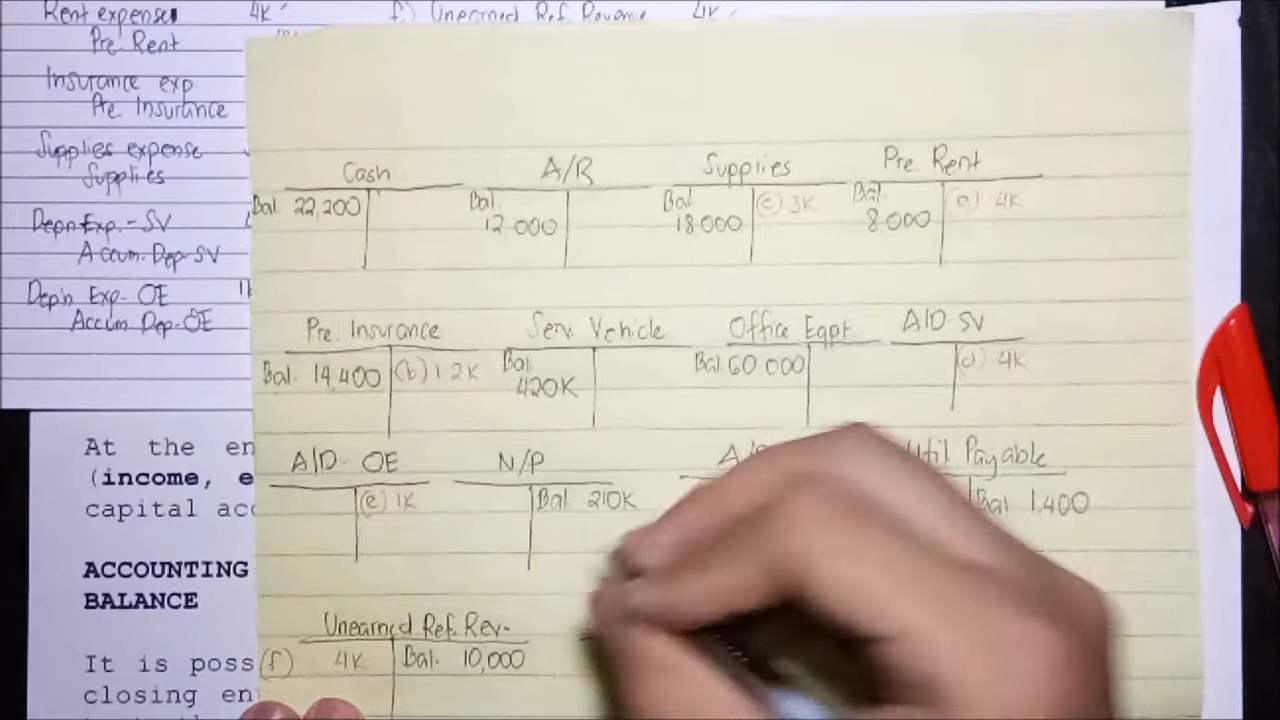 Rent expense 4K f) Unearned Ref. Revenue 4K
Pre. Rent
Insurance exp
Pre. Insurance
Supplies expense
Supplies
Depn Exp. - SV
Accum. Dep-SV
Dep'n Exp- OE
Accum Dep-OE
Cash A/R Supplies Pre. Rent
Bal. 22,200 Bal. 12.000 Bal. 18,000 (c) 3K Bal. 8.000 (a) 4K
Pre. Insurance Serv. Vehicle Office Eqpt. A/D SV
Bal. 14,400 (b) 1.2K Bal. 420K Bal. 60,000 (d) 4K
A/D- OE N/P Util Payable
(e) 1K Bal. 210K Bal 1,400
Unearned Ref. Rev-
(f) 4K Bal. 10,000
At the en
(income, e
capital acc
ACCOUNTING
BALANCE
It is poss
closing en